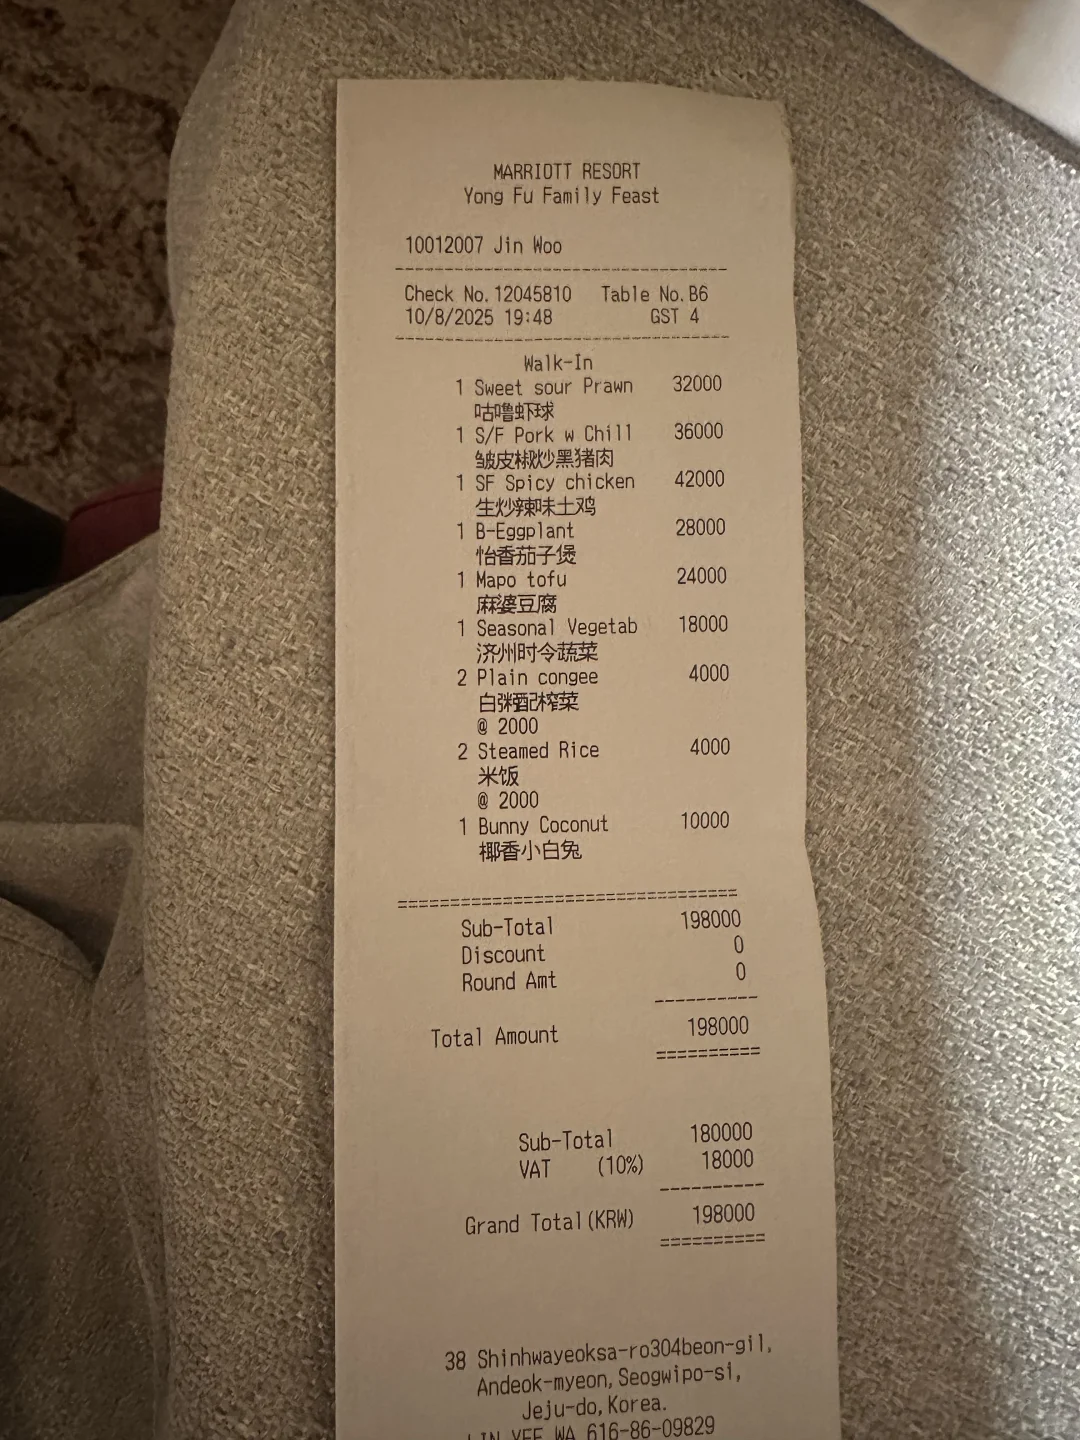 MARRIOTT RESORT
Yong Fu Family Feast
10012007 Jin Woo
Check No. 12045810 Table No. B6
10/8/2025 19:48 GST 4
Walk-In
1 Sweet sour Prawn 32000
咕噜虾球
1 S/F Pork w Chill 36000
皱皮椒炒黑猪肉
1 SF Spicy chicken 42000
生炒辣味土鸡
1 B-Eggplant 28000
怡香茄子煲
1 Mapo tofu 24000
麻婆豆腐
1 Seasonal Vegetab 18000
济州时令蔬菜
2 Plain congee 4000
白粥配榨菜
@ 2000
2 Steamed Rice 4000
米饭
@ 2000
1 Bunny Coconut 10000
椰香小白兔
Sub-Total 198000
Discount 0
Round Amt 0
Total Amount 198000
Sub-Total 180000
VAT (10%) 18000
Grand Total(KRW) 198000
38 Shinhwayeoksa-ro304beon-gil,
Andeok-myeon, Seogwipo-si,
Jeju-do, Korea.
LIN YEE WA 616-86-09829